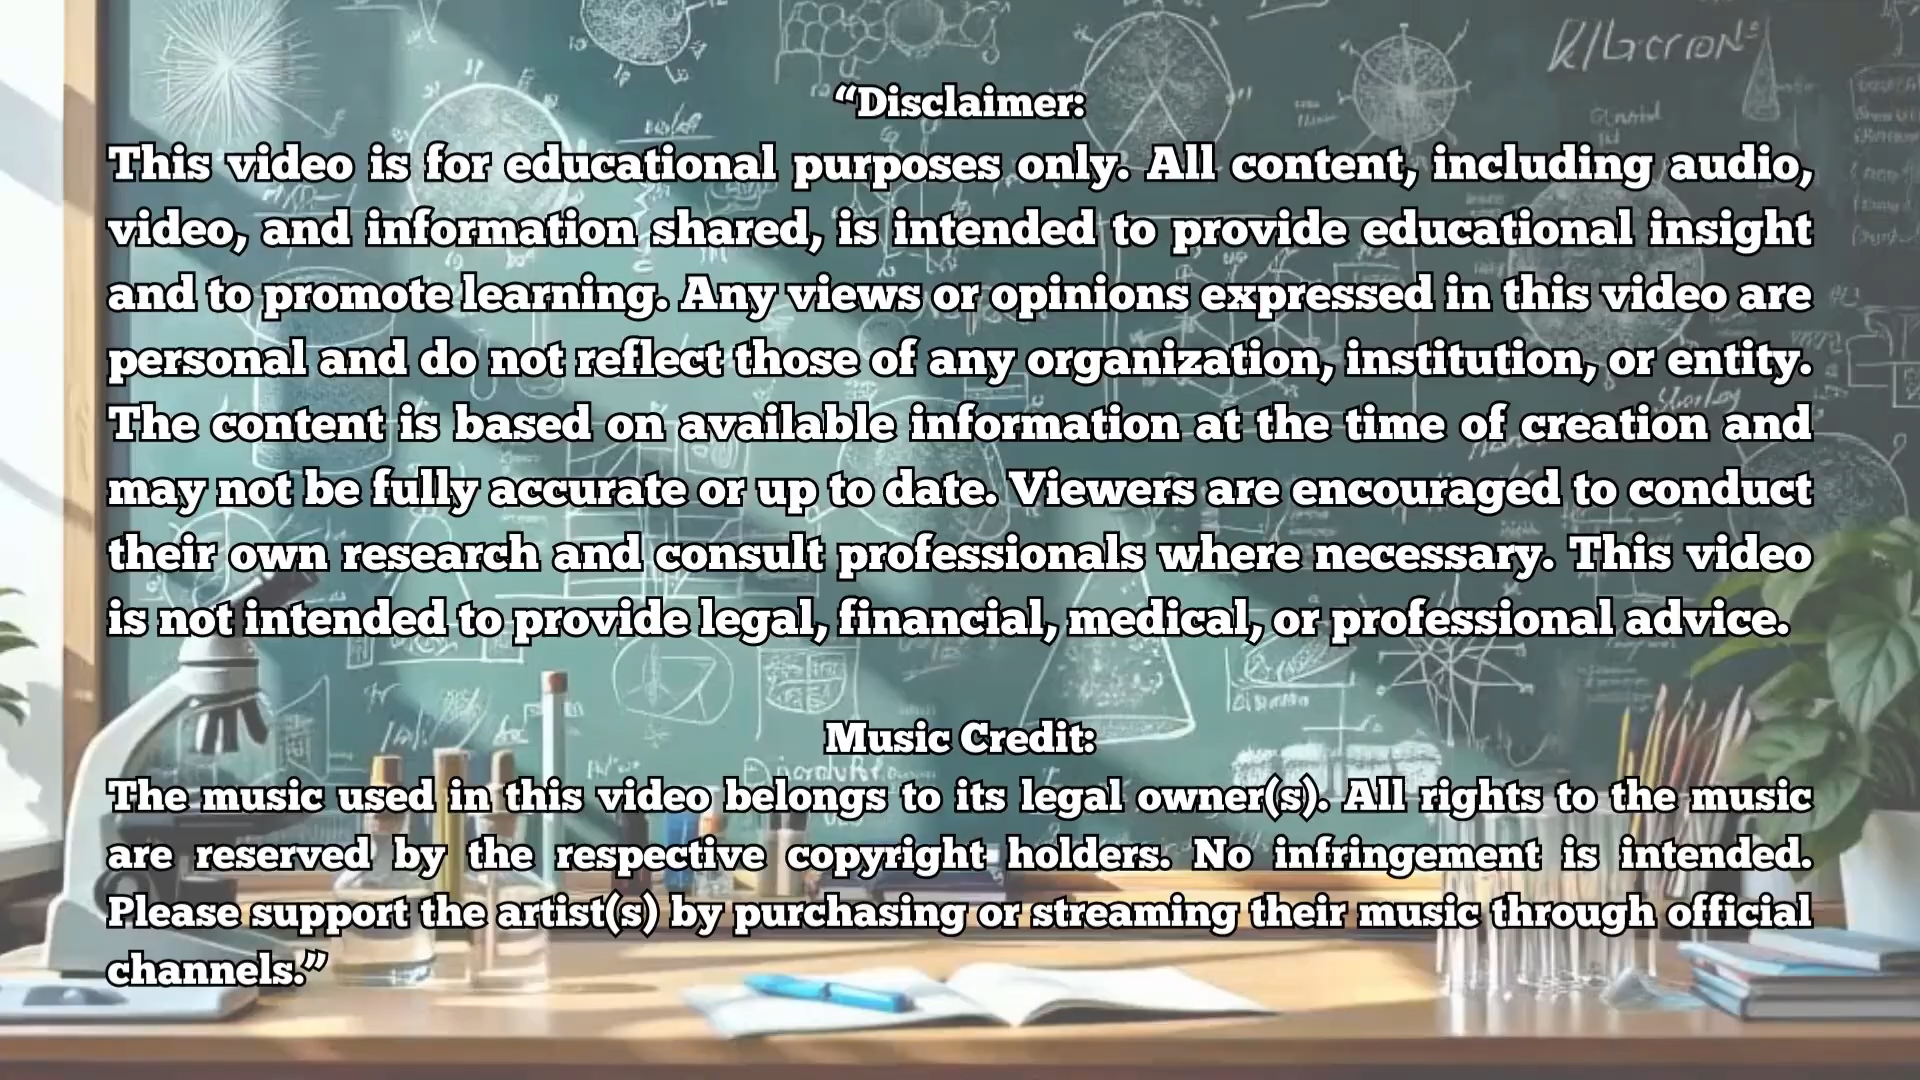 “Disclaimer:
This video is for educational purposes only. All content, including audio,
video, and information shared, is intended to provide educational insight
and to promote learning. Any views or opinions expressed in this video are
personal and do not reflect those of any organization, institution, or entity.
The content is based on available information at the time of creation and
may not be fully accurate or up to date. Viewers are encouraged to conduct
their own research and consult professionals where necessary. This video
is not intended to provide legal, financial, medical, or professional advice.
Music Credit:
The music used in this video belongs to its legal owner(s). All rights to the music
are reserved by the respective copyright holders. No infringement is intended.
Please support the artist(s) by purchasing or streaming their music through official
channels.”